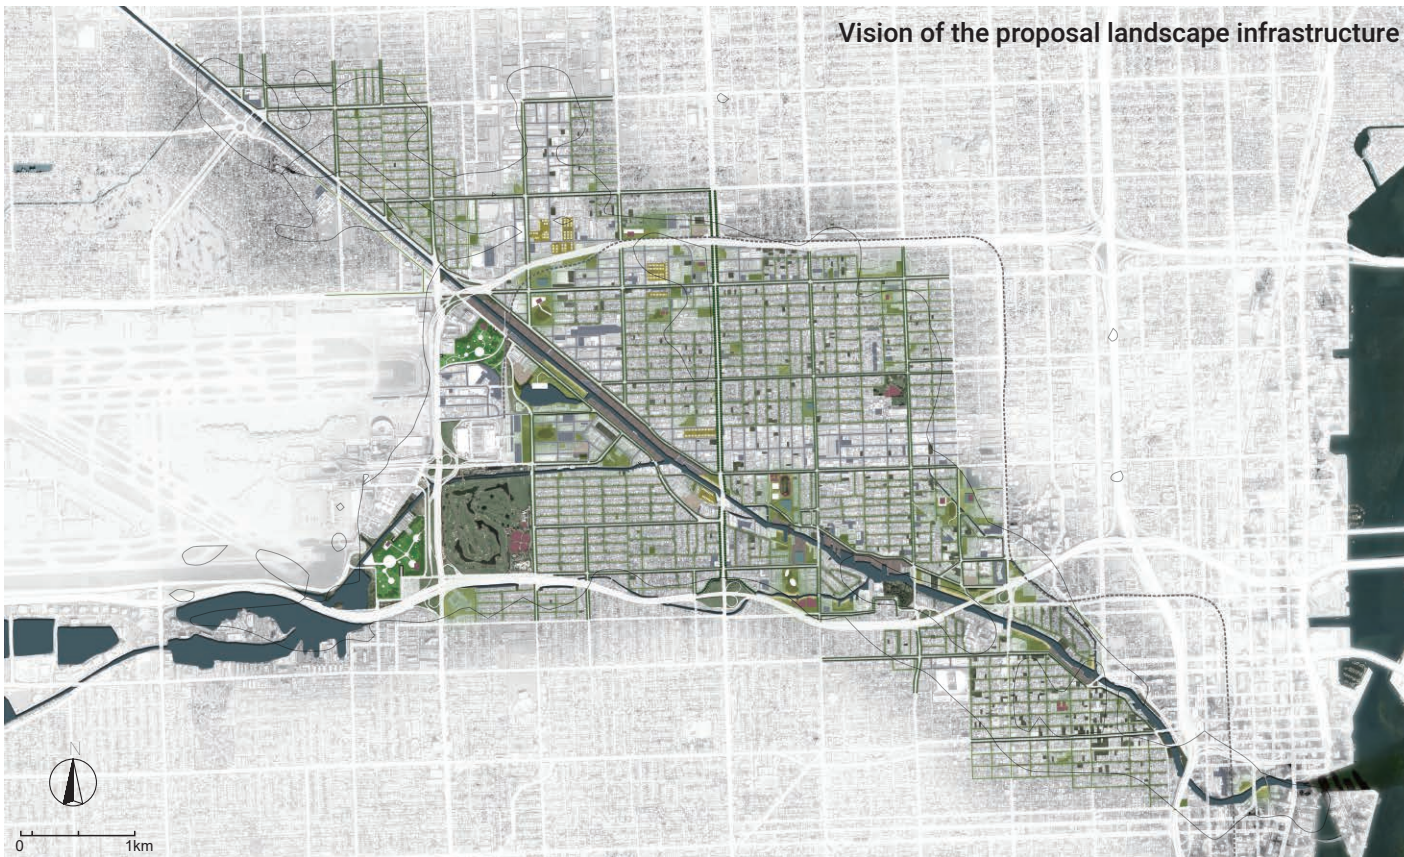 Vision of the proposal landscape infrastructure
N
0 1km